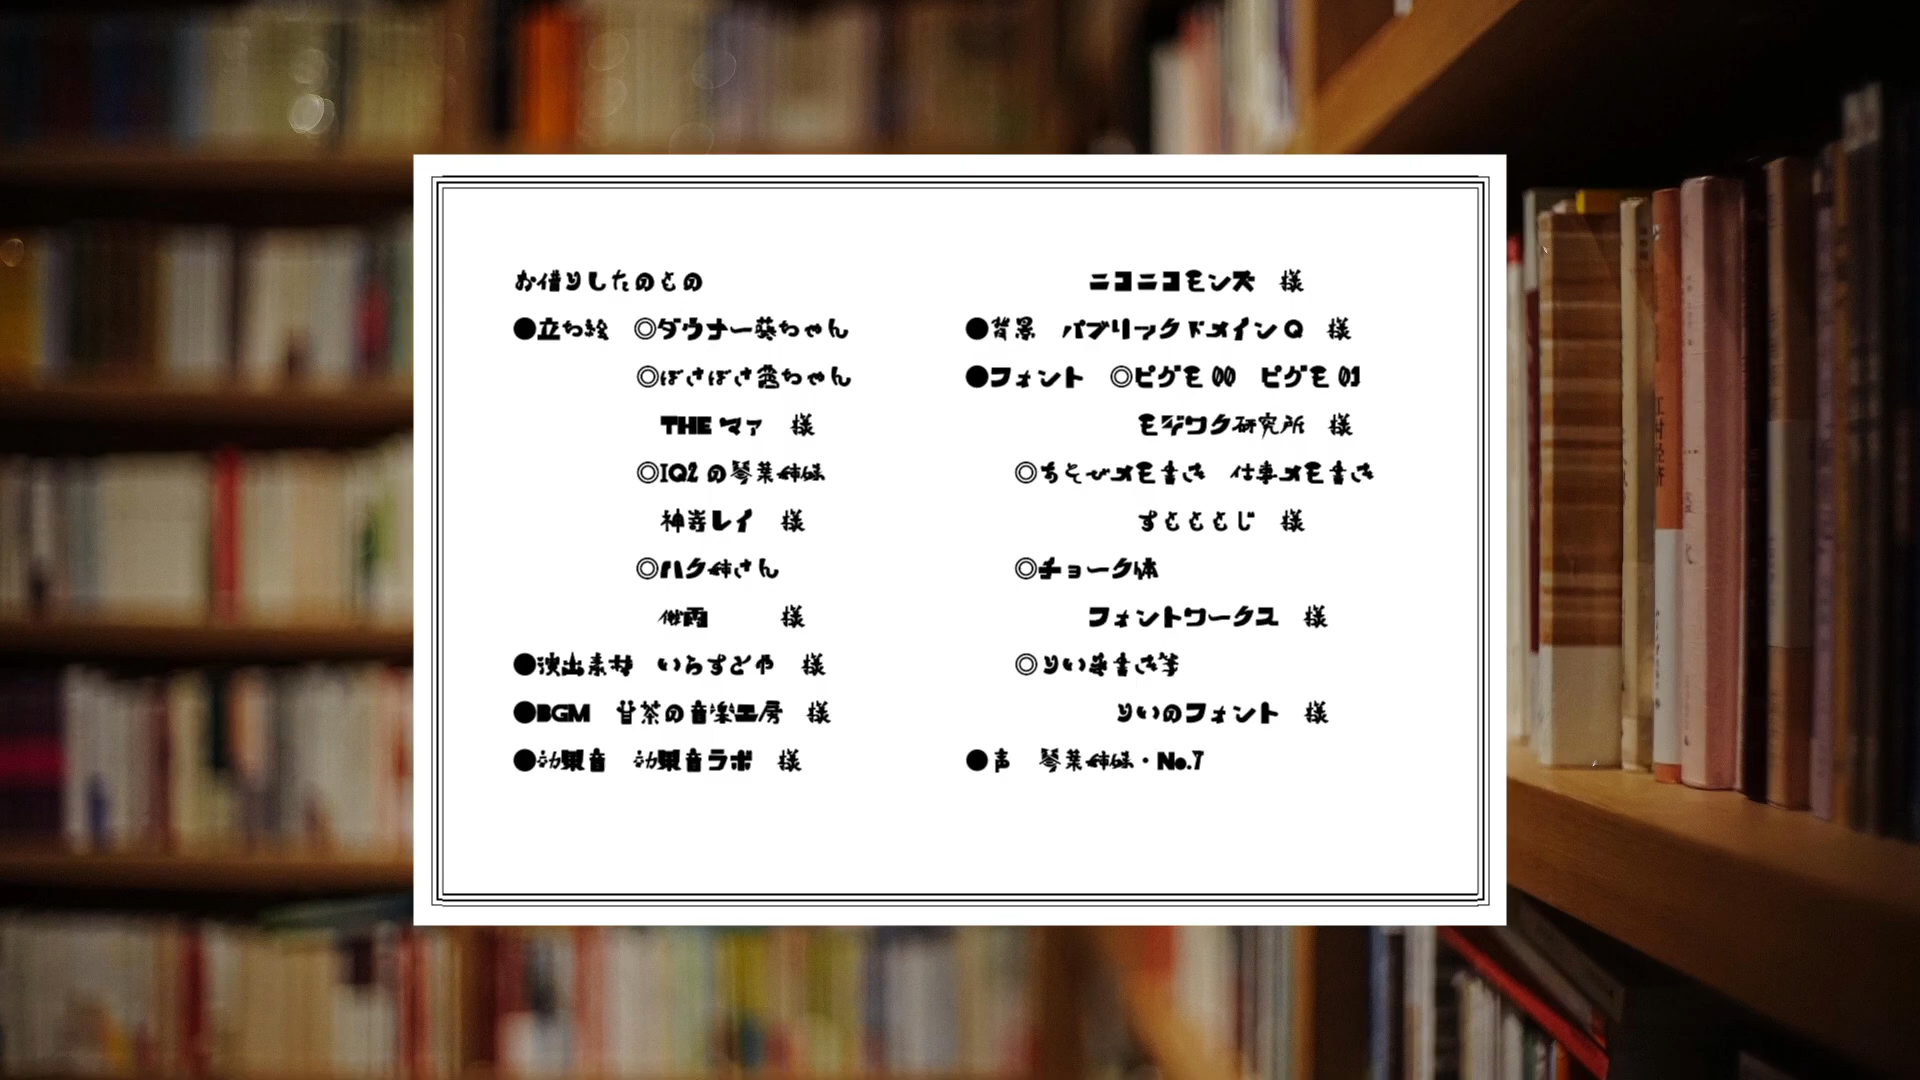 お借りしたのもの
●立ち絵　◎ダウナー葵ちゃん
◎ぼさぼさ茜ちゃん
THE マァ　様
◎IQ2 の琴葉姉妹
神嵜レイ　様
◎ハク姉さん
様
●演出素材　いらすとや　様
●BGM　甘茶の音楽工房　様
●効果音　効果音ラボ　様
ニコニコモンズ　様
●背景　パブリックドメインQ　様
●フォント　◎ピグモ 00　ピグモ 01
モジワク研究所　様
◎あそびメモ書き　仕事メモ書き
すもももじ　様
◎チョーク体
フォントワークス　様
◎りいポ書き字
りいのフォント　様
●声　琴葉姉妹・No.7